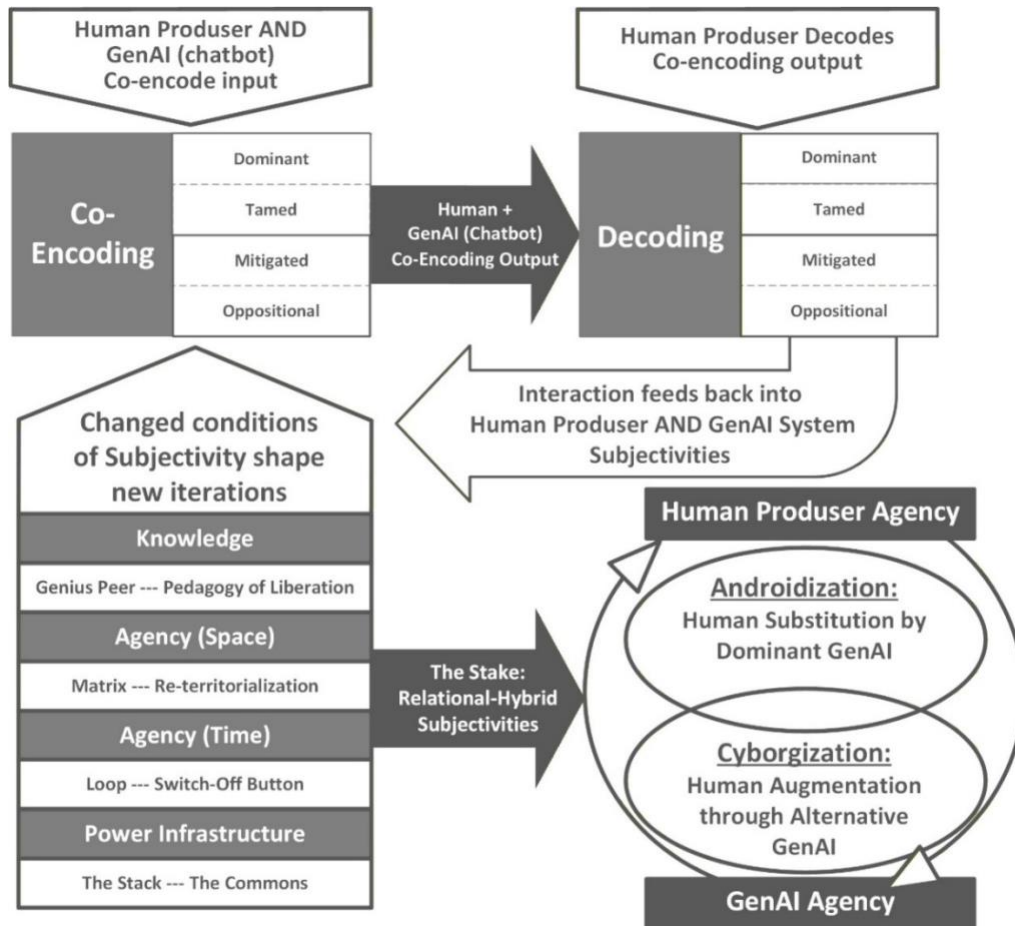 Human Produser AND
GenAI (chatbot)
Co-encode input
Human Produser Decodes
Co-encoding output
Co-
Encoding
Dominant
Tamed
Mitigated
Oppositional
Human +
GenAI (Chatbot)
Co-Encoding Output
Decoding
Dominant
Tamed
Mitigated
Oppositional
Interaction feeds back into
Human Produser AND GenAI System
Subjectivities
Changed conditions
of Subjectivity shape
new iterations
Knowledge
Genius Peer --- Pedagogy of Liberation
Agency (Space)
Matrix --- Re-territorialization
Agency (Time)
Loop --- Switch-Off Button
Power Infrastructure
The Stack --- The Commons
The Stake:
Relational-Hybrid
Subjectivities
Human Produser Agency
Androidization:
Human Substitution by
Dominant GenAI
Cyborgization:
Human Augmentation
through Alternative
GenAI
GenAI Agency